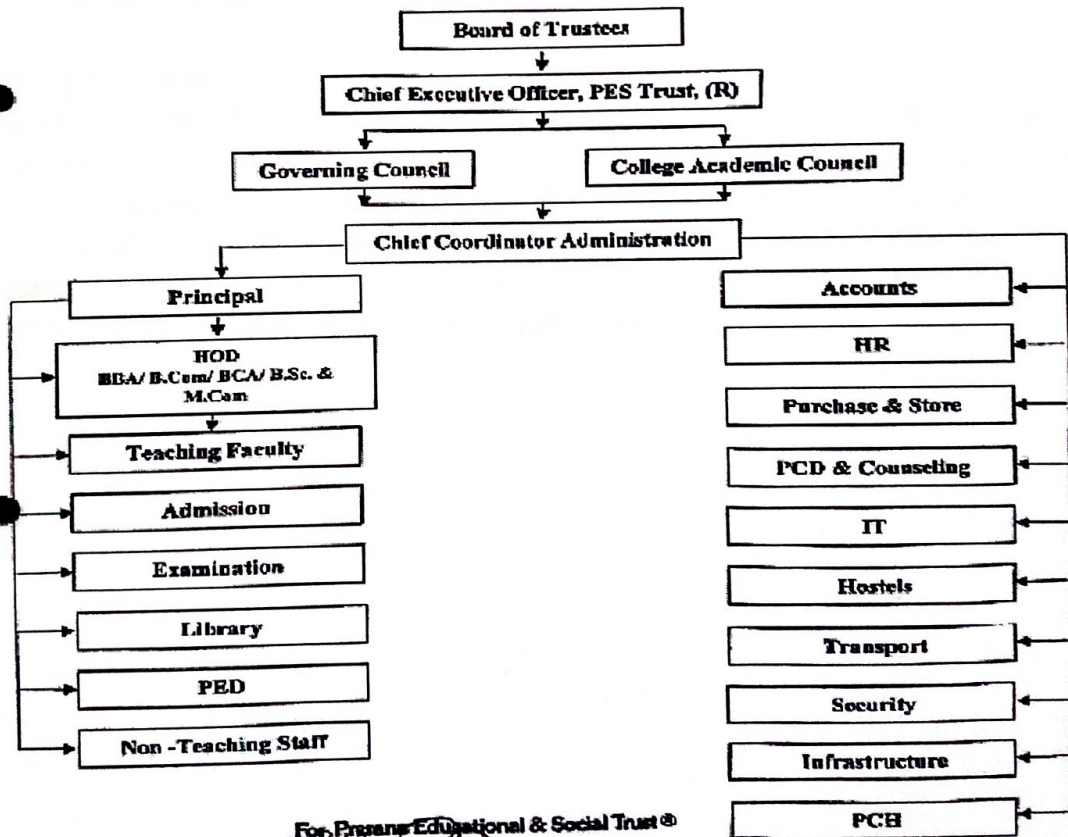 Board of Trustees
Chief Executive Officer, PES Trust, (R)
Governing Council
College Academic Council
Chief Coordinator Administration
Principal
HOD
BBA/ B.Com/ BCA/ B.Sc. &
M.Com
Teaching Faculty
Admission
Examination
Library
PED
Non -Teaching Staff
Accounts
HR
Purchase & Store
PCD & Counseling
IT
Hostels
Transport
Security
Infrastructure
PCH
For, Prerana Educational & Social Trust ®